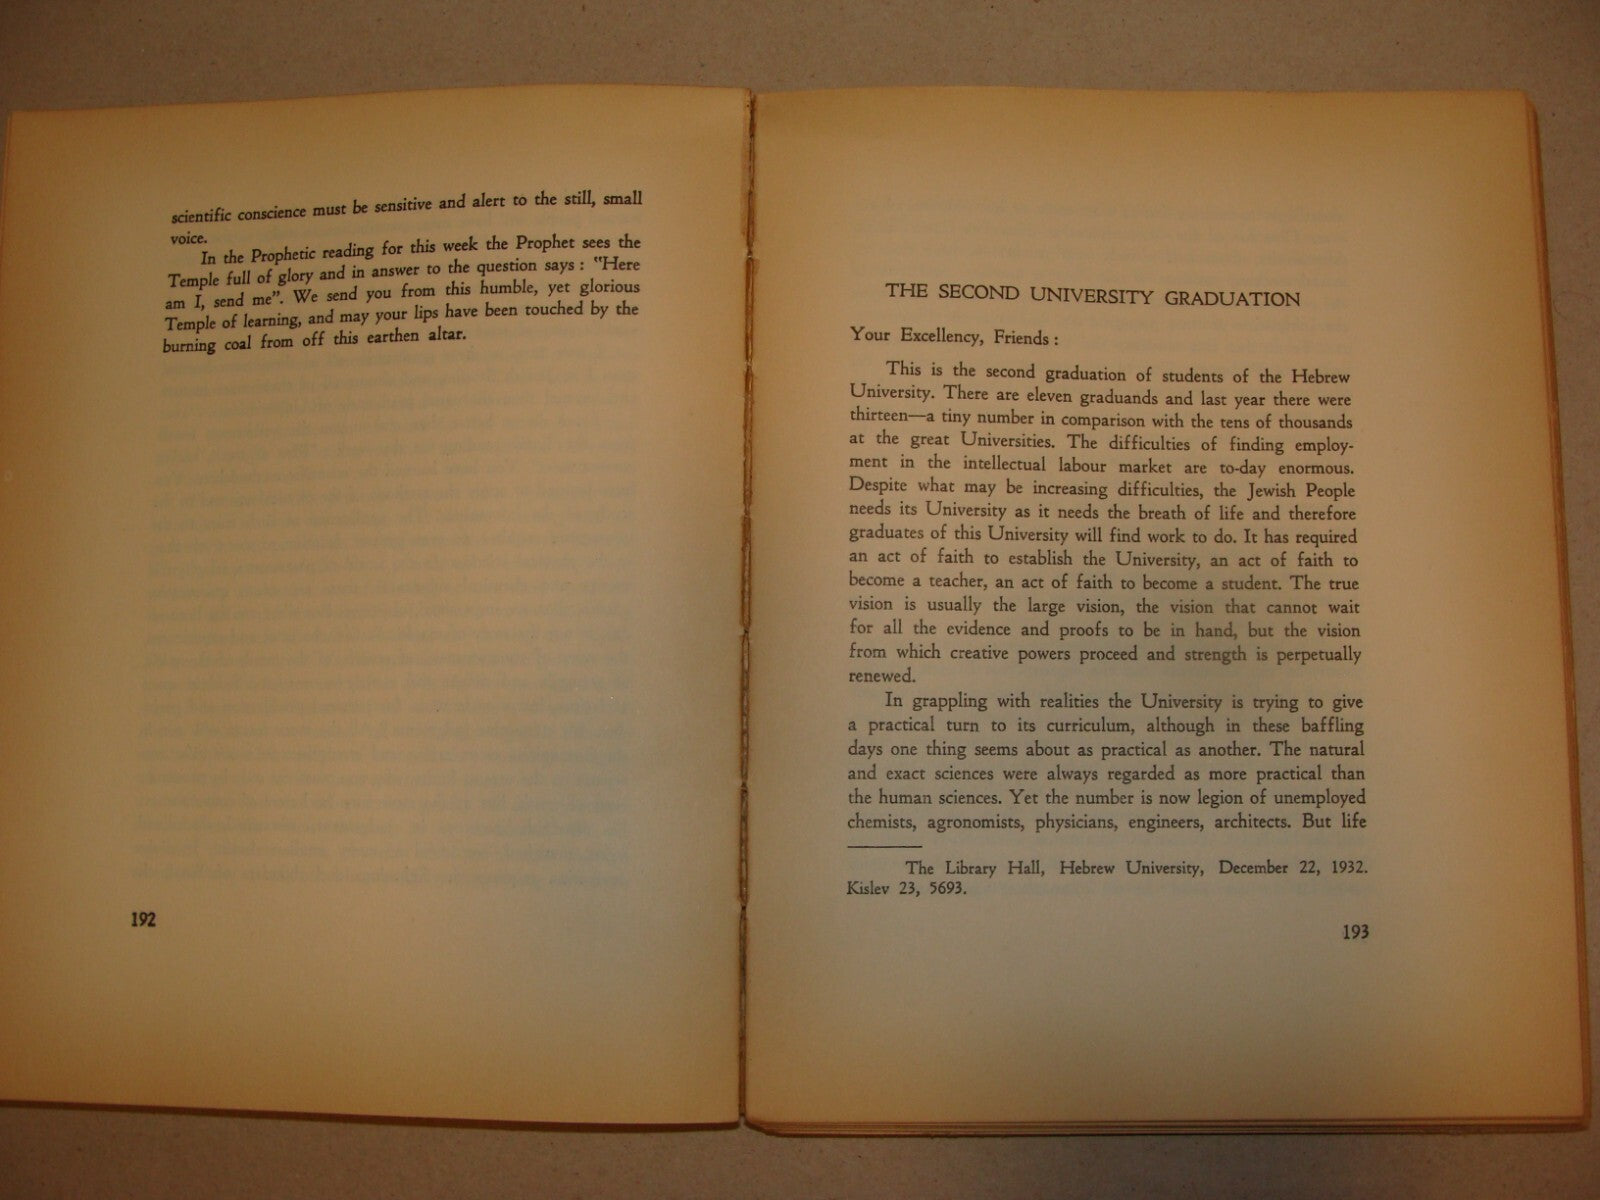 scientific conscience must be sensitive and alert to the still, small
voice.
In the Prophetic reading for this week the Prophet sees the
Temple full of glory and in answer to the question says : "Here
am I, send me". We send you from this humble, yet glorious
Temple of learning, and may your lips have been touched by the
burning coal from off this earthen altar.
192
THE SECOND UNIVERSITY GRADUATION
Your Excellency, Friends :
This is the second graduation of students of the Hebrew
University. There are eleven graduands and last year there were
thirteen—a tiny number in comparison with the tens of thousands
at the great Universities. The difficulties of finding employ-
ment in the intellectual labour market are to-day enormous.
Despite what may be increasing difficulties, the Jewish People
needs its University as it needs the breath of life and therefore
graduates of this University will find work to do. It has required
an act of faith to establish the University, an act of faith to
become a teacher, an act of faith to become a student. The true
vision is usually the large vision, the vision that cannot wait
for all the evidence and proofs to be in hand, but the vision
from which creative powers proceed and strength is perpetually
renewed.
In grappling with realities the University is trying to give
a practical turn to its curriculum, although in these baffling
days one thing seems about as practical as another. The natural
and exact sciences were always regarded as more practical than
the human sciences. Yet the number is now legion of unemployed
chemists, agronomists, physicians, engineers, architects. But life
The Library Hall, Hebrew University, December 22, 1932.
Kislev 23, 5693.
193